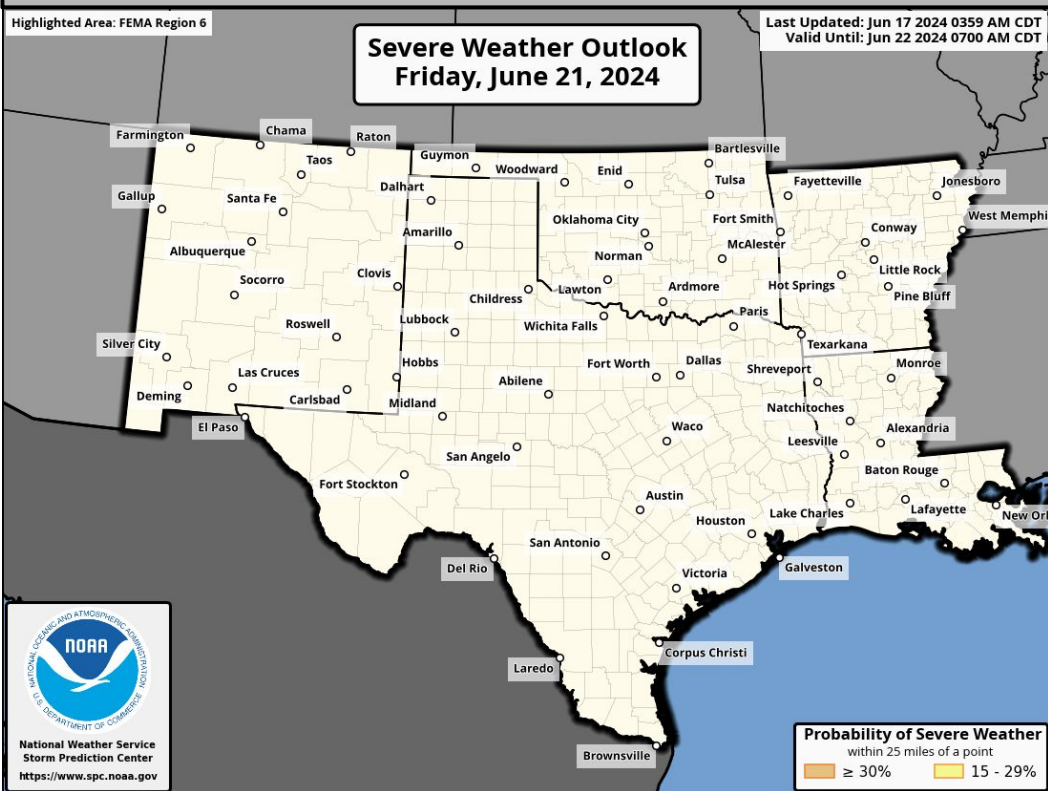 Highlighted Area: FEMA Region 6
Last Updated: Jun 17 2024 0359 AM CDT
Valid Until: Jun 22 2024 0700 AM CDT
Severe Weather Outlook
Friday, June 21, 2024
Farmington
Chama
Raton
Taos
Guymon
Woodward
Enid
Bartlesville
Tulsa
Fayetteville
Jonesboro
Gallup
Santa Fe
Dalhart
Oklahoma City
Fort Smith
West Memphi
Albuquerque
Amarillo
Norman
McAlester
Conway
Socorro
Clovis
Childress
Lawton
Ardmore
Hot Springs
Little Rock
Pine Bluff
Roswell
Lubbock
Wichita Falls
Paris
Texarkana
Silver City
Las Cruces
Hobbs
Abilene
Fort Worth
Dallas
Shreveport
Monroe
Deming
Carlsbad
Midland
Natchitoches
El Paso
Waco
Leesville
Alexandria
San Angelo
Fort Stockton
Baton Rouge
Austin
Lake Charles
Lafayette
New Orl
Houston
San Antonio
Del Rio
Victoria
Galveston
Corpus Christi
Laredo
Brownsville
NATIONAL OCEANIC AND ATMOSPHERIC ADMINISTRATION
NOAA
U.S. DEPARTMENT OF COMMERCE
National Weather Service
Storm Prediction Center
https://www.spc.noaa.gov
Probability of Severe Weather
within 25 miles of a point
≥ 30%
15 - 29%